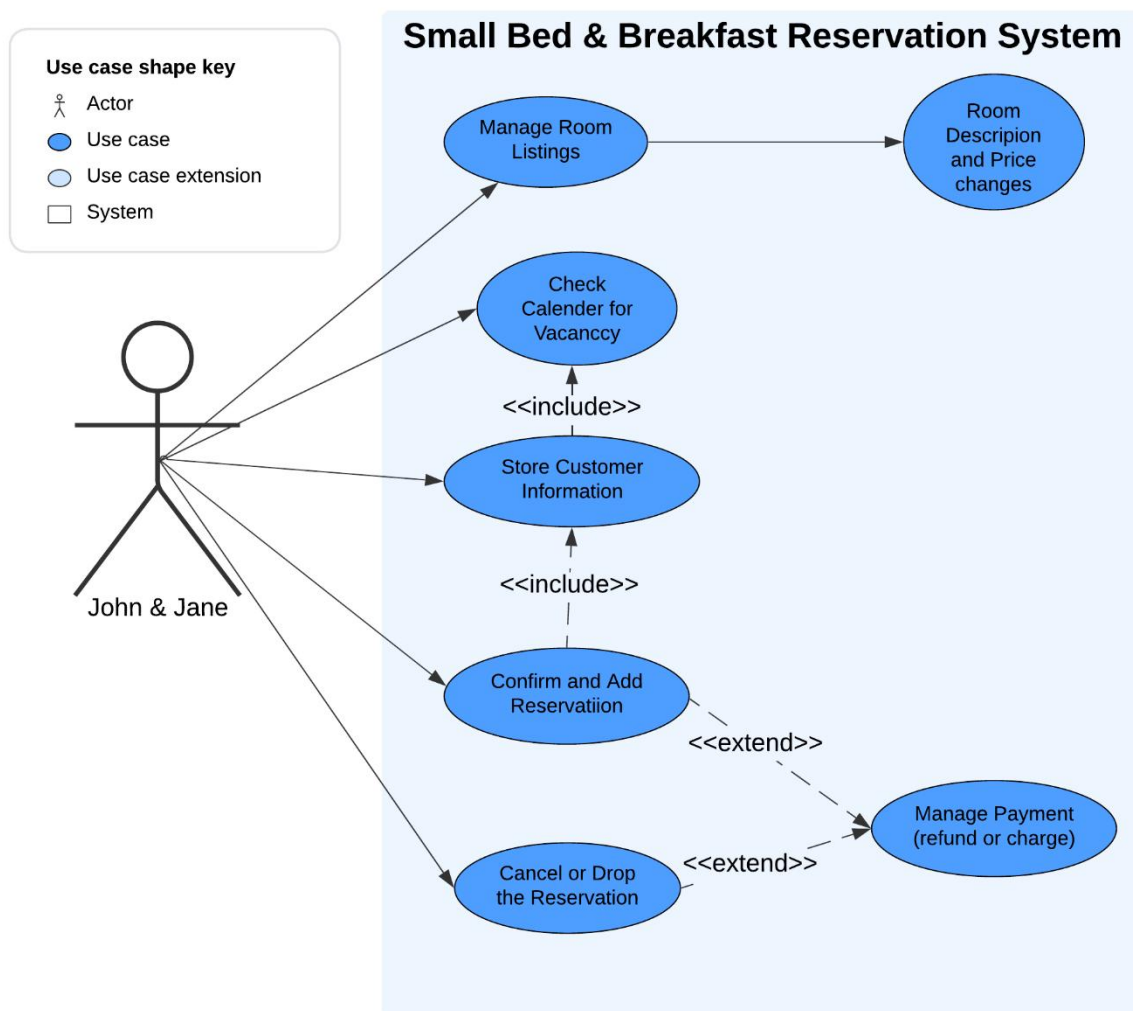 Small Bed & Breakfast Reservation System
Use case shape key
Actor
Use case
Use case extension
System
Manage Room
Listings
Room
Descripion
and Price
changes
Check
Calender for
Vacanccy
<<include>>
Store Customer
Information
<<include>>
John & Jane
Confirm and Add
Reservatiion
<<extend>>
Manage Payment
(refund or charge)
<<extend>>
Cancel or Drop
the Reservation